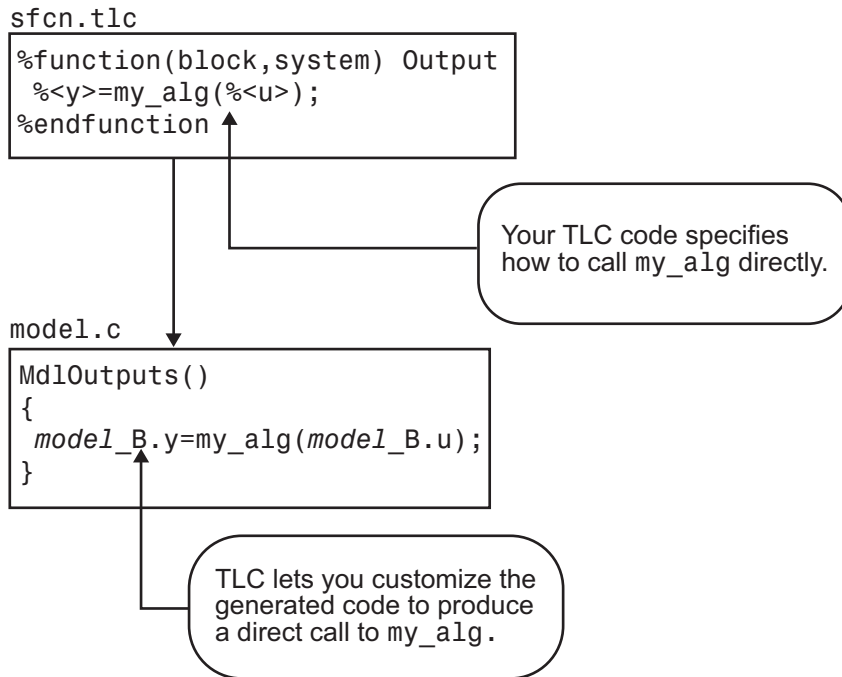 sfcn.tlc
%function(block,system) Output
%<y>=my_alg(%<u>);
%endfunction
Your TLC code specifies
how to call my_alg directly.
model.c
MdlOutputs()
{
model_B.y=my_alg(model_B.u);
}
TLC lets you customize the
generated code to produce
a direct call to my_alg.